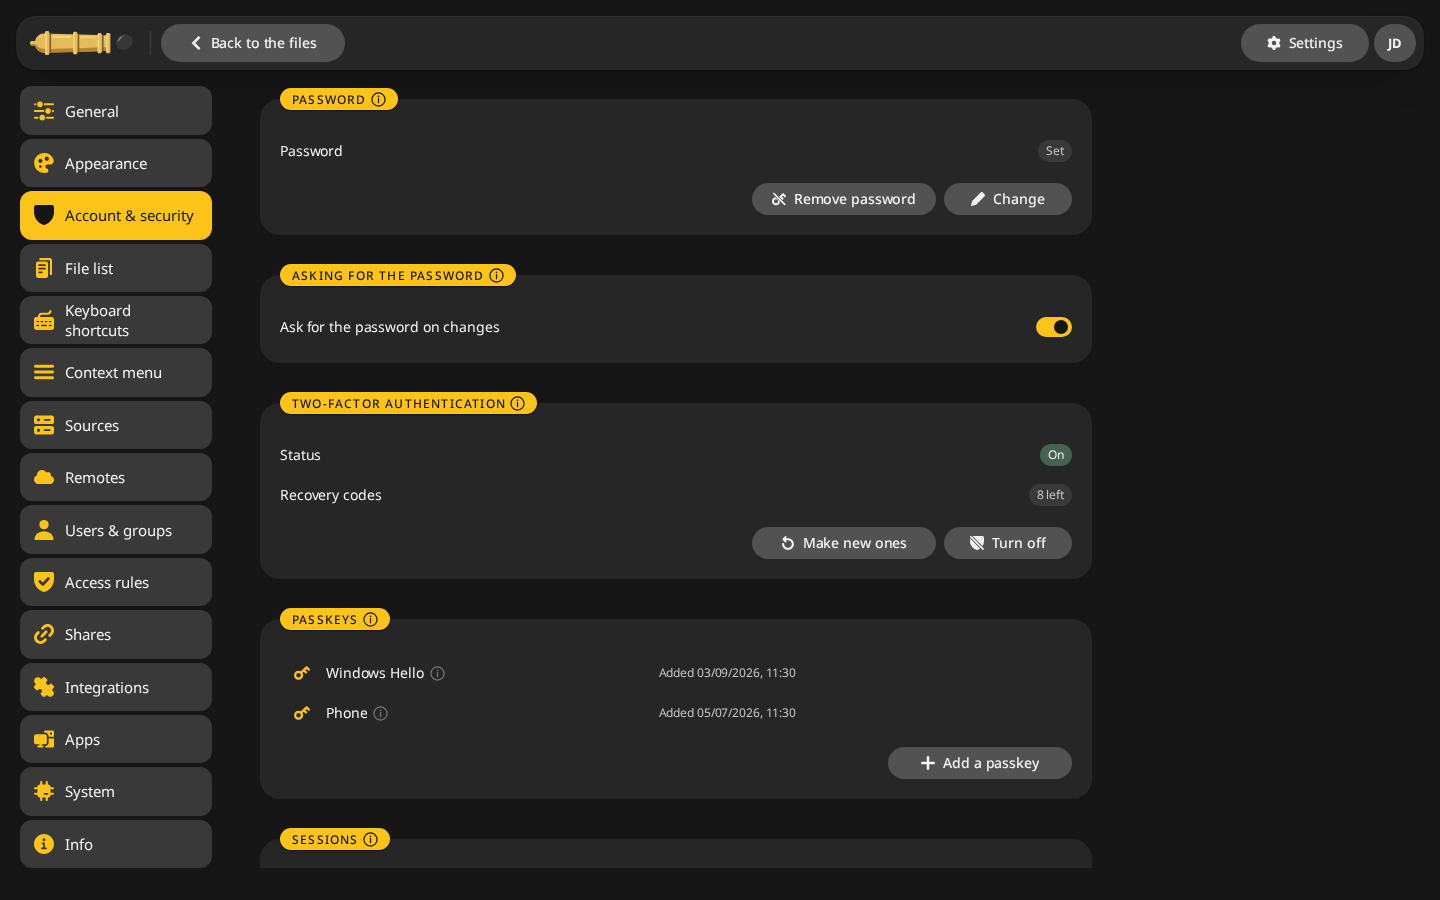 Back to the files
Settings
JD
General
Appearance
Account & security
File list
Keyboard
shortcuts
Context menu
Sources
Remotes
Users & groups
Access rules
Shares
Integrations
Apps
System
Info
PASSWORD
Password
Set
Remove password
Change
ASKING FOR THE PASSWORD
Ask for the password on changes
TWO-FACTOR AUTHENTICATION
Status
On
Recovery codes
8 left
Make new ones
Turn off
PASSKEYS
Windows Hello
Added 03/09/2026, 11:30
Phone
Added 05/07/2026, 11:30
Add a passkey
SESSIONS